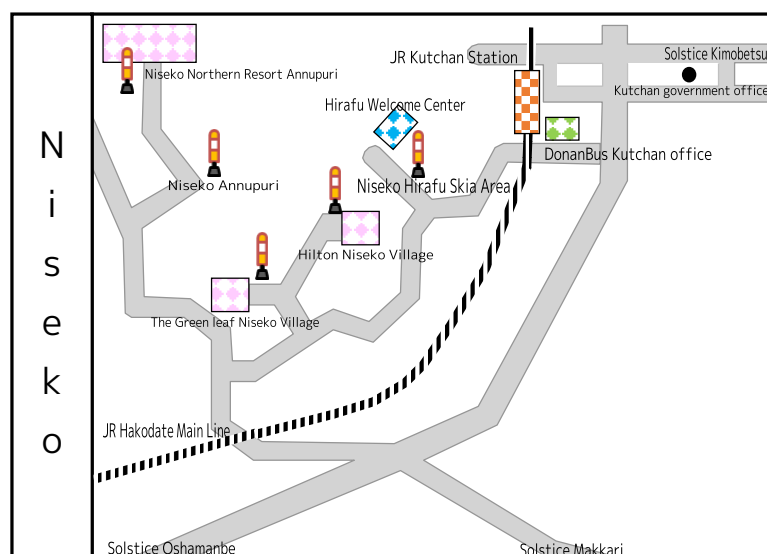 Niseko
JR Kutchan Station
Solstice Kimobetsu
Niseko Northern Resort Annupuri
Kutchan government office
Hirafu Welcome Center
DonanBus Kutchan office
Niseko Annupuri
Niseko Hirafu Skia Area
Hilton Niseko Village
The Green leaf Niseko Village
JR Hakodate Main Line
Solstice Oshamanbe
Solstice Makkari